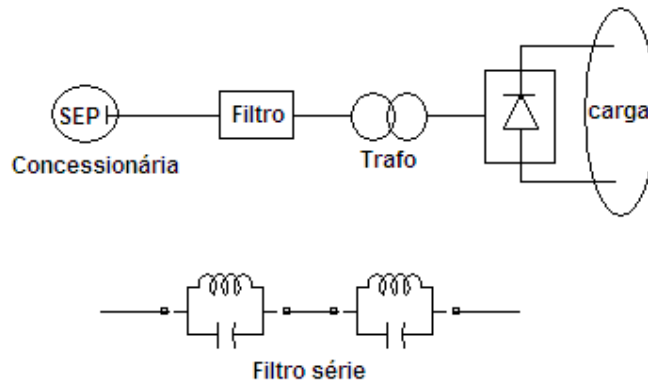 SEP
Filtro
carga
Concessionária
Trafo
Filtro série